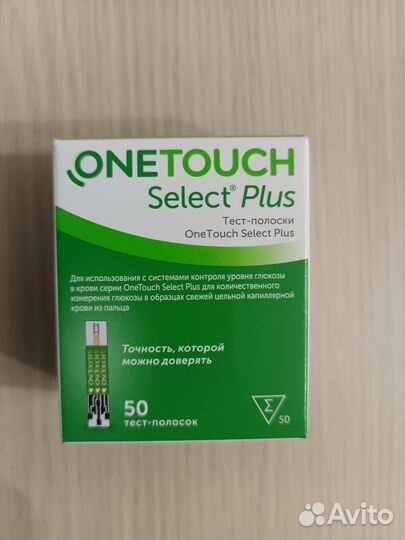 ONETOUCH
Select® Plus
Тест-полоски
OneTouch Select Plus
Для использования с системами контроля уровня глюкозы
в крови серии OneTouch Select Plus для количественного
измерения глюкозы в образцах свежей цельной капиллярной
крови из пальца
Точность, которой
можно доверять
ONETOUCH
50
тест-полосок
Σ
50
Avito